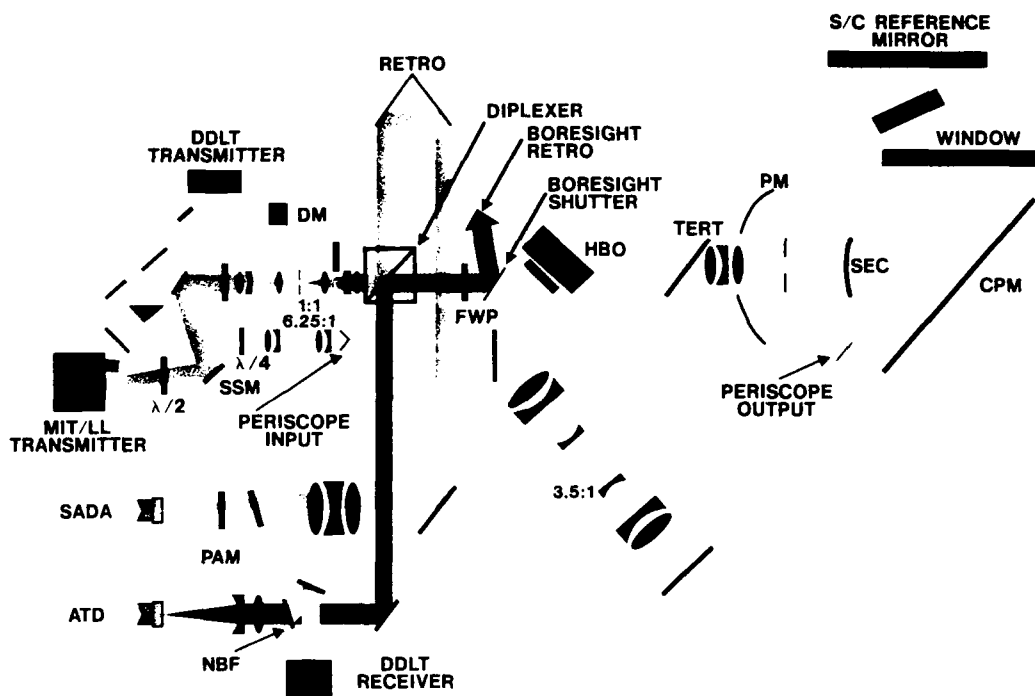 S/C REFERENCE
MIRROR
RETRO
DIPLEXER
BORESIGHT
RETRO
WINDOW
DDLT
TRANSMITTER
BORESIGHT
SHUTTER
PM
DM
HBO
TERT
SEC
CPM
1:1
FWP
6.25:1
λ/4
SSM
λ/2
PERISCOPE
INPUT
PERISCOPE
OUTPUT
MIT/LL
TRANSMITTER
3.5:1
SADA
PAM
ATD
NBF
DDLT
RECEIVER